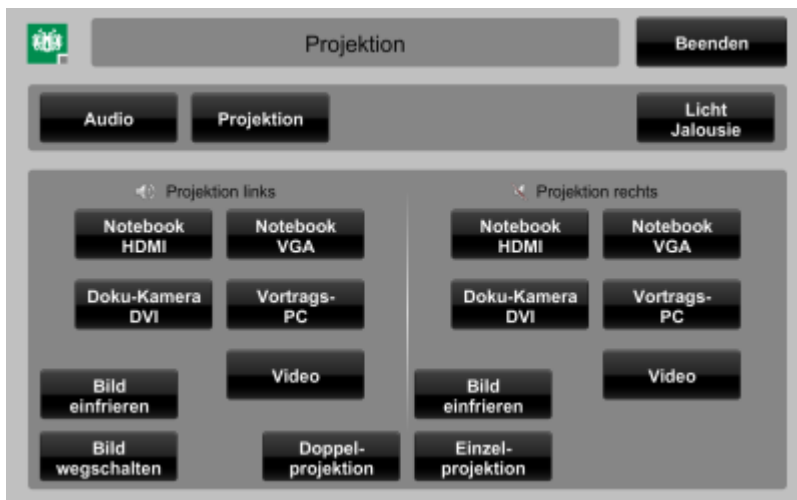 Projektion
Beenden
Audio
Projektion
Licht
Jalousie
Projektion links
Projektion rechts
Notebook
HDMI
Notebook
VGA
Notebook
HDMI
Notebook
VGA
Doku-Kamera
DVI
Vortrags-
PC
Doku-Kamera
DVI
Vortrags-
PC
Video
Video
Bild
einfrieren
Bild
einfrieren
Bild
wegschalten
Doppel-
projektion
Einzel-
projektion